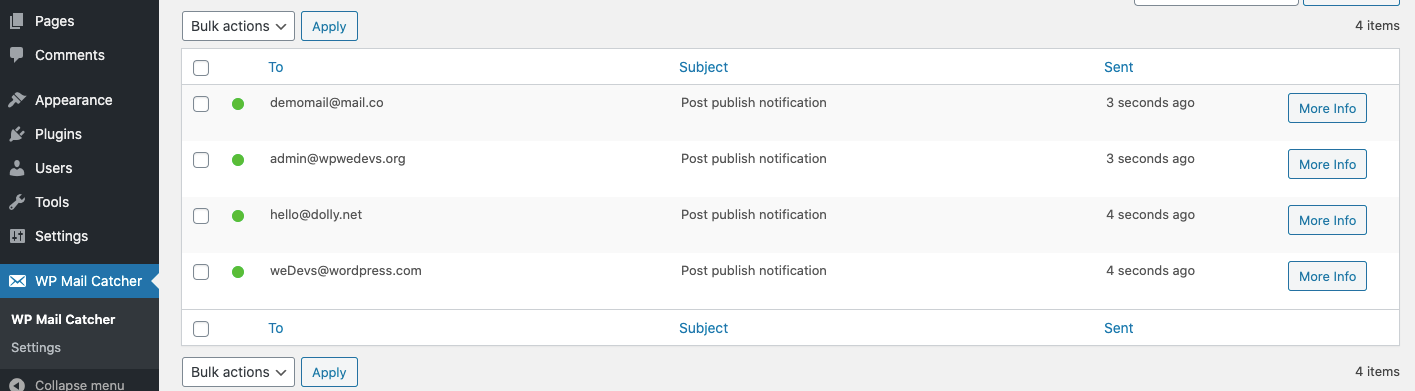 Pages
Comments
Appearance
Plugins
Users
Tools
Settings
WP Mail Catcher
WP Mail Catcher
Settings
Collapse menu
Bulk actions Apply 4 items
To Subject Sent
demomail@mail.co Post publish notification 3 seconds ago More Info
admin@wpwedevs.org Post publish notification 3 seconds ago More Info
hello@dolly.net Post publish notification 4 seconds ago More Info
weDevs@wordpress.com Post publish notification 4 seconds ago More Info
To Subject Sent
Bulk actions Apply 4 items